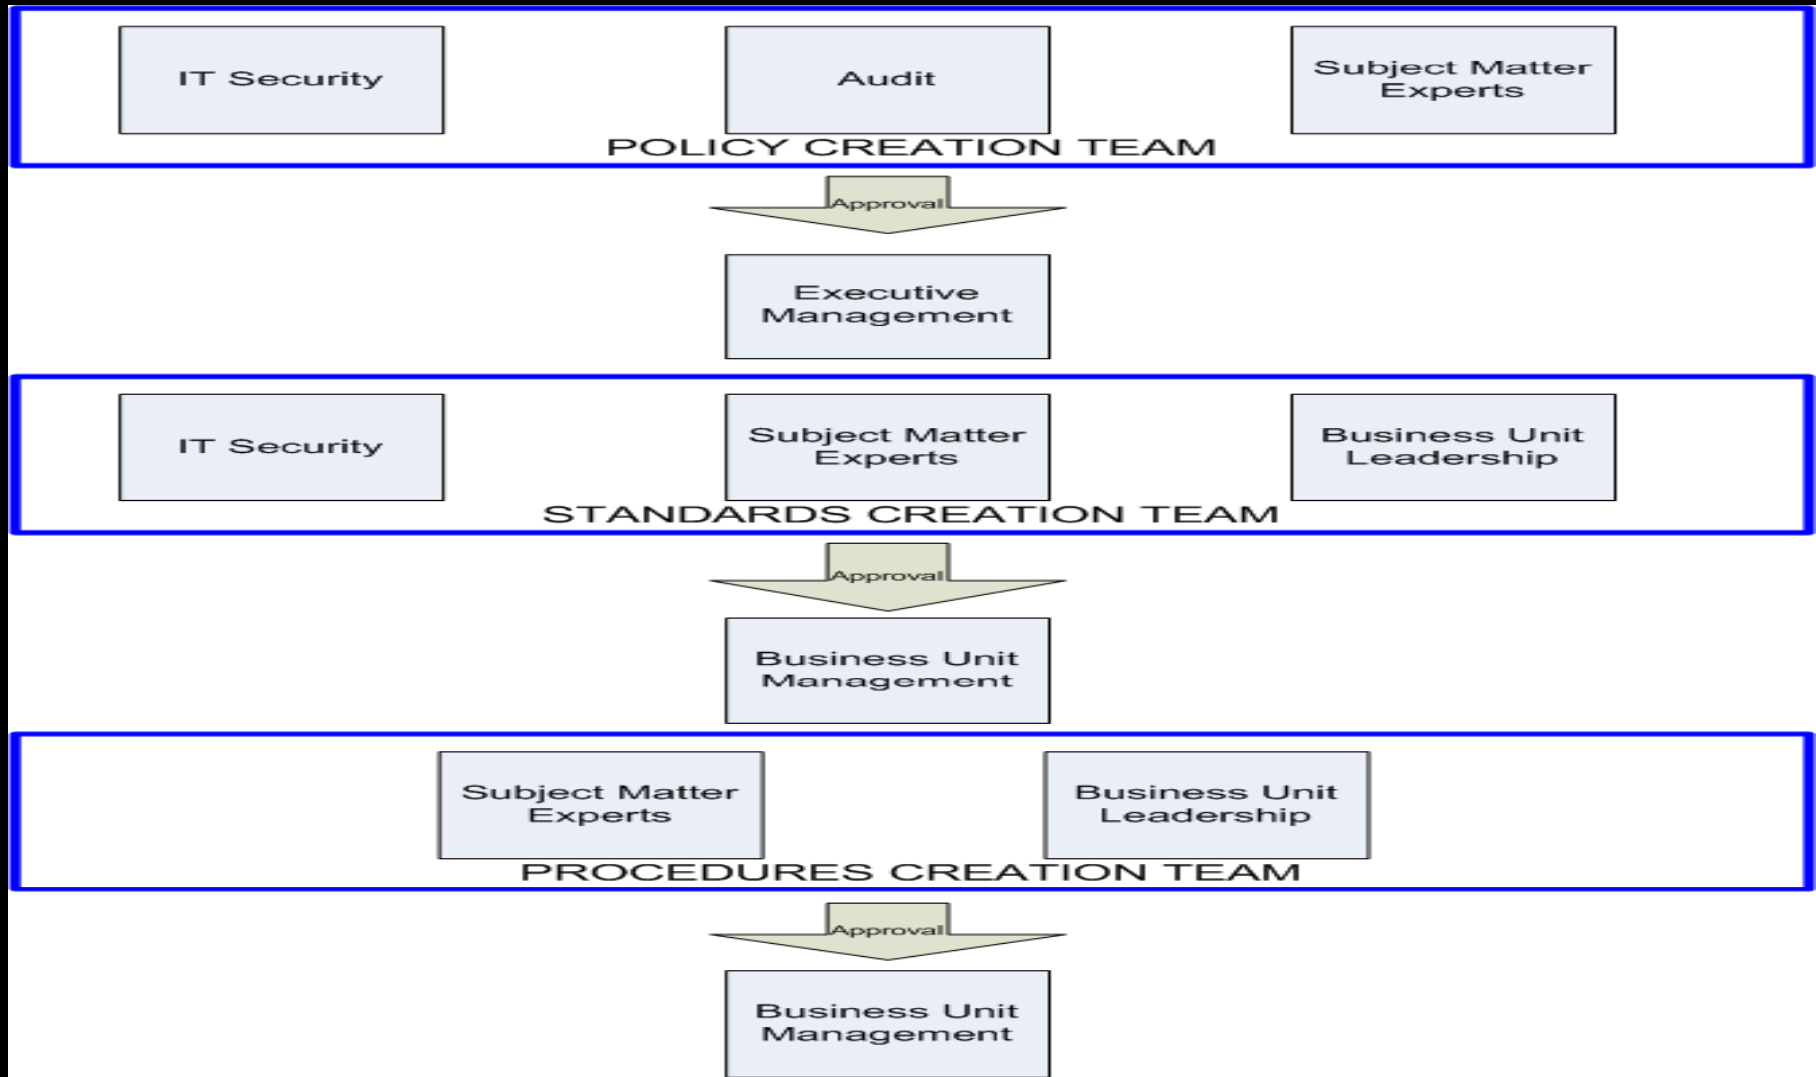 IT Security
Audit
Subject Matter
Experts
POLICY CREATION TEAM
Approval
Executive
Management
IT Security
Subject Matter
Experts
Business Unit
Leadership
STANDARDS CREATION TEAM
Approval
Business Unit
Management
Subject Matter
Experts
Business Unit
Leadership
PROCEDURES CREATION TEAM
Approval
Business Unit
Management